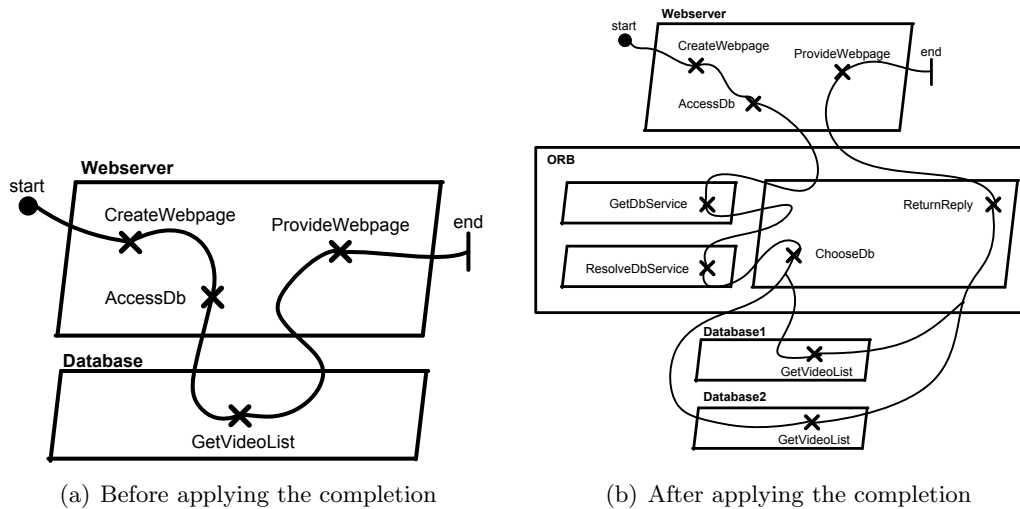 Webserver
start
CreateWebpage
ProvideWebpage
end
AccessDb
Database
GetVideoList
(a) Before applying the completion
Webserver
start
CreateWebpage
ProvideWebpage
end
AccessDb
ORB
GetDbService
ReturnReply
ResolveDbService
ChooseDb
Database1
GetVideoList
Database2
GetVideoList
(b) After applying the completion